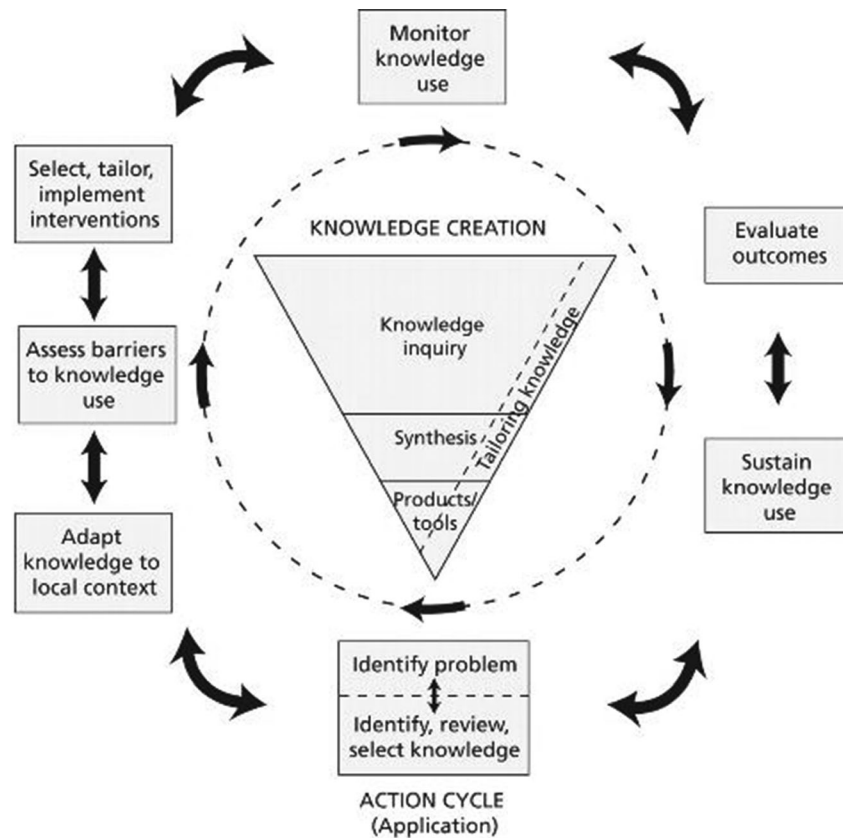 Monitor
knowledge
use
Select, tailor,
implement
interventions
Evaluate
outcomes
KNOWLEDGE CREATION
Knowledge
inquiry
Tailoring knowledge
Assess barriers
to knowledge
use
Synthesis
Products/
tools
Sustain
knowledge
use
Adapt
knowledge to
local context
Identify problem
Identify, review,
select knowledge
ACTION CYCLE
(Application)